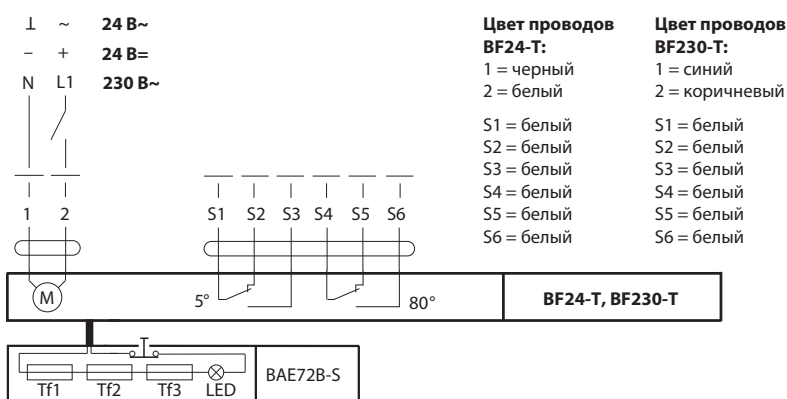 ⊥ ~ 24 В~
− + 24 В=
N L1 230 В~
1 2
S1 S2 S3 S4 S5 S6
M
5°
80°
BF24-T, BF230-T
Tf1 Tf2 Tf3 LED
BAE72B-S
T
Цвет проводов
BF24-T:
1 = черный
2 = белый
S1 = белый
S2 = белый
S3 = белый
S4 = белый
S5 = белый
S6 = белый
Цвет проводов
BF230-T:
1 = синий
2 = коричневый
S1 = белый
S2 = белый
S3 = белый
S4 = белый
S5 = белый
S6 = белый